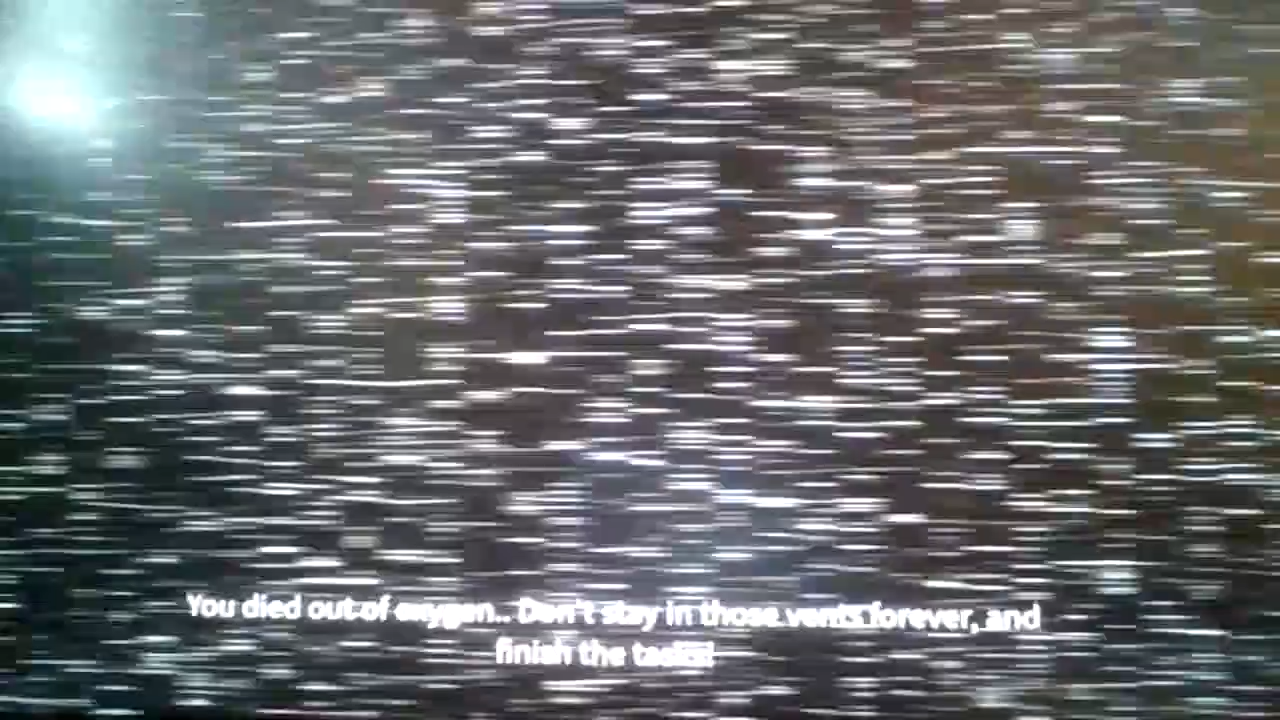 You died out of oxygen.. Don't stay in those vents forever, and
finish the tasks!